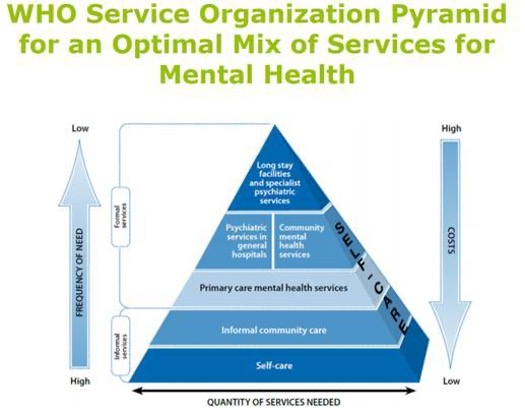 WHO Service Organization Pyramid
for an Optimal Mix of Services for
Mental Health
Low
High
Long stay
facilities
and specialist
psychiatric
services
Formal
services
Psychiatric
services in
general
hospitals
Community
mental
health
services
SELF-CARE
FREQUENCY OF NEED
COSTS
Primary care mental health services
Informal
services
Informal community care
Self-care
High
Low
QUANTITY OF SERVICES NEEDED